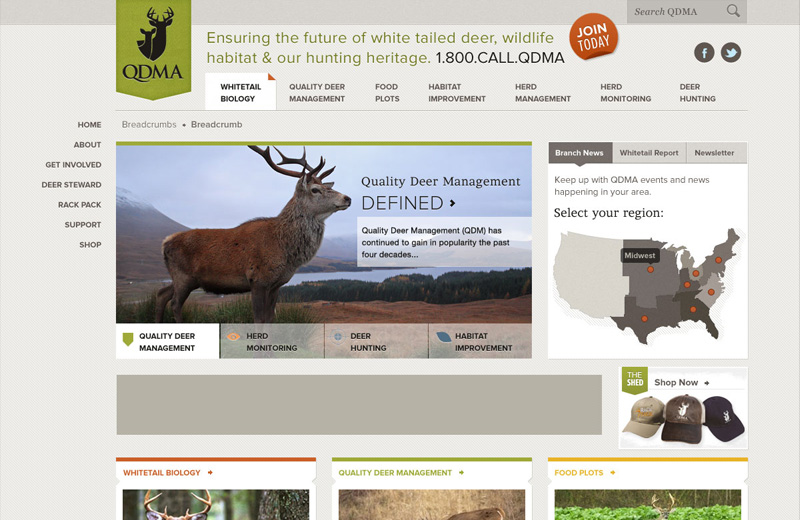 QDMA
Ensuring the future of white tailed deer, wildlife
habitat & our hunting heritage. 1.800.CALL.QDMA
JOIN
TODAY
Search QDMA
WHITETAIL
BIOLOGY
QUALITY DEER
MANAGEMENT
FOOD
PLOTS
HABITAT
IMPROVEMENT
HERD
MANAGEMENT
HERD
MONITORING
DEER
HUNTING
HOME
ABOUT
GET INVOLVED
DEER STEWARD
RACK PACK
SUPPORT
SHOP
Breadcrumbs • Breadcrumb
Quality Deer Management
DEFINED
Quality Deer Management (QDM) has
continued to gain in popularity the past
four decades...
QUALITY DEER
MANAGEMENT
HERD
MONITORING
DEER
HUNTING
HABITAT
IMPROVEMENT
Branch News
Whitetail Report
Newsletter
Keep up with QDMA events and news
happening in your area.
Select your region:
Midwest
THE
SHED
Shop Now
WHITETAIL BIOLOGY
QUALITY DEER MANAGEMENT
FOOD PLOTS